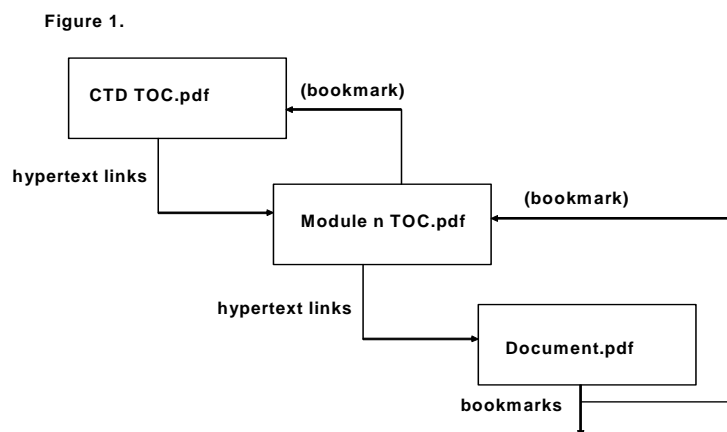 Figure 1.
CTD TOC.pdf
(bookmark)
hypertext links
Module n TOC.pdf
(bookmark)
hypertext links
Document.pdf
bookmarks